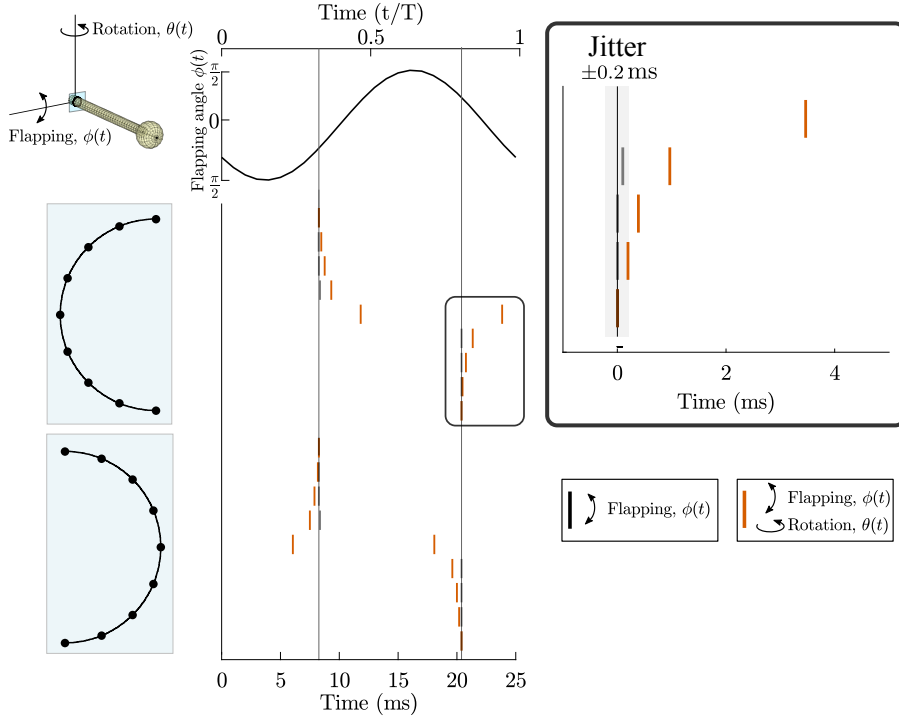 Rotation, θ(t)
Flapping, ϕ(t)
Time (t/T)
0 0.5 1
Flapping angle ϕ(t)
π/2
0
π/2
0 5 10 15 20 25
Time (ms)
Jitter
±0.2 ms
0 2 4
Time (ms)
Flapping, ϕ(t)
Flapping, ϕ(t)
Rotation, θ(t)